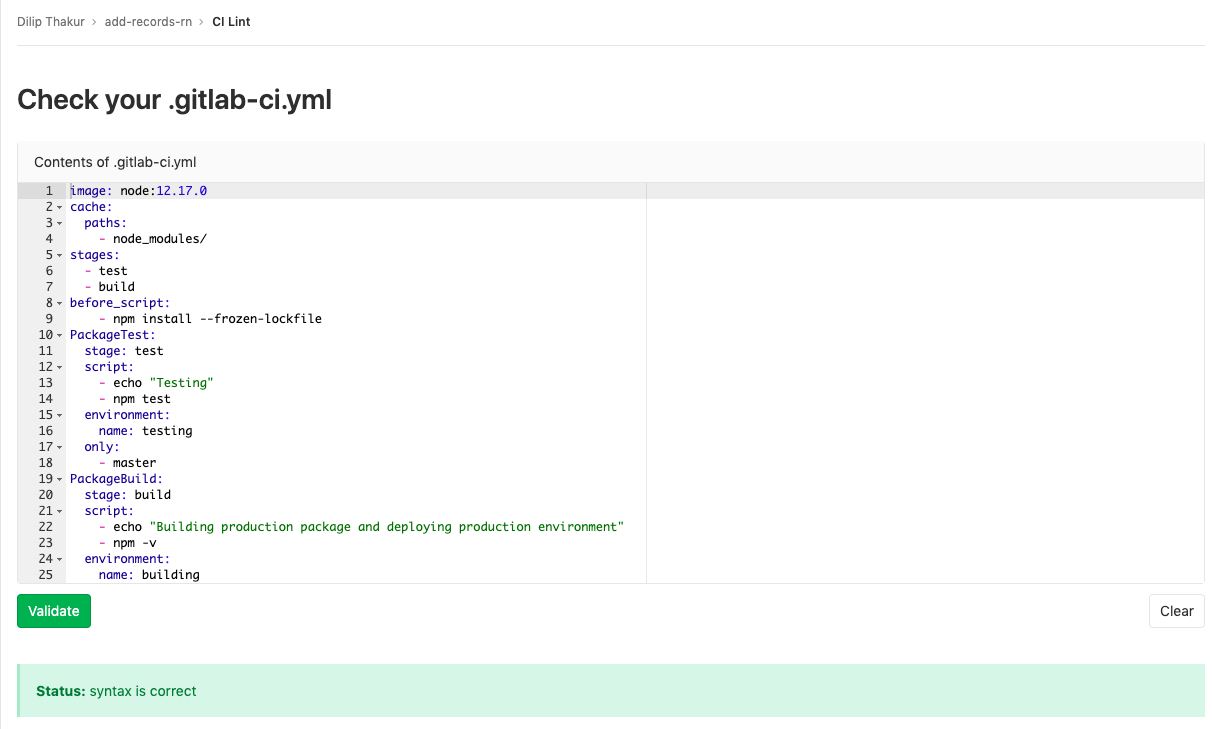 Dilip Thakur > add-records-rn > CI Lint
Check your .gitlab-ci.yml
Contents of .gitlab-ci.yml
1 image: node:12.17.0
2 cache:
3   paths:
4     - node_modules/
5 stages:
6   - test
7   - build
8 before_script:
9     - npm install --frozen-lockfile
10 PackageTest:
11   stage: test
12   script:
13     - echo "Testing"
14     - npm test
15   environment:
16     name: testing
17   only:
18     - master
19 PackageBuild:
20   stage: build
21   script:
22     - echo "Building production package and deploying production environment"
23     - npm -v
24   environment:
25     name: building
Validate
Clear
Status: syntax is correct